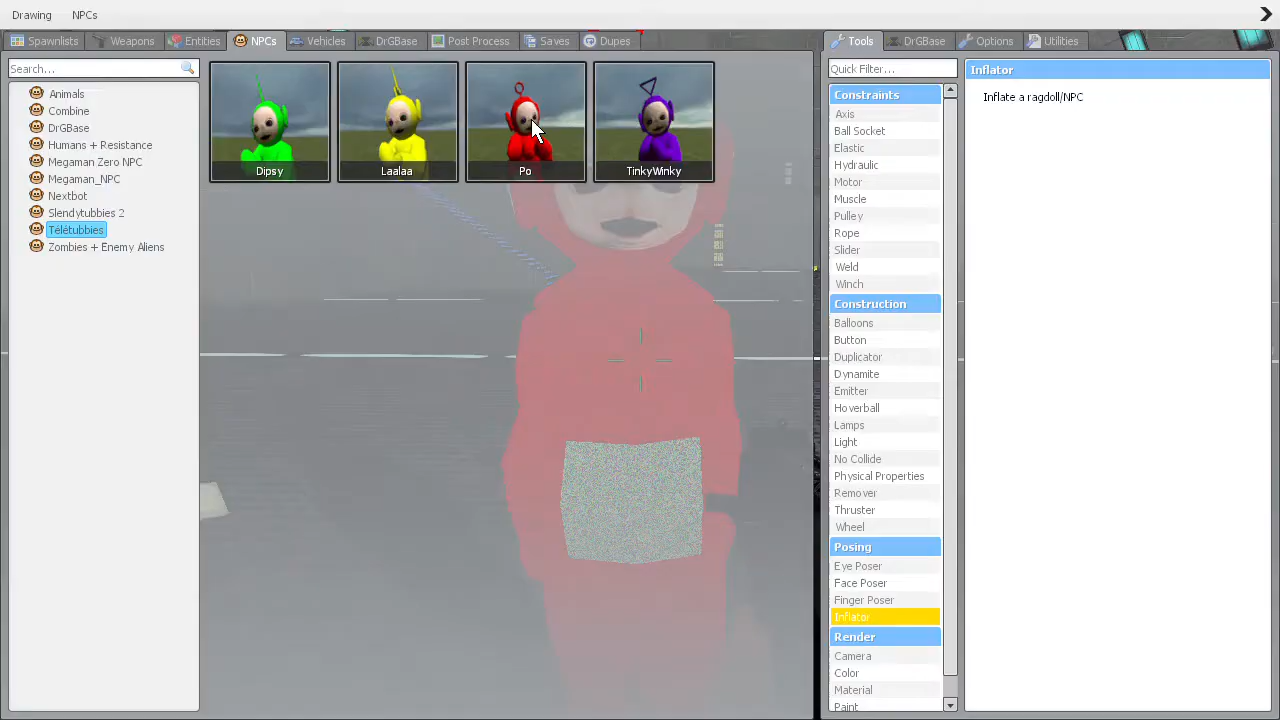 Drawing NPCs
Spawnlists Weapons Entities NPCs Vehicles DrGBase Post Process Saves Dupes
Search...
Animals
Combine
DrGBase
Humans + Resistance
Megaman Zero NPC
Megaman_NPC
Nextbot
Slendytubbies 2
Télétubbies
Zombies + Enemy Aliens
Dipsy Laalaa Po TinkyWinky
Tools DrGBase Options Utilities
Quick Filter...
Constraints
Axis
Ball Socket
Elastic
Hydraulic
Motor
Muscle
Pulley
Rope
Slider
Weld
Winch
Construction
Balloons
Button
Duplicator
Dynamite
Emitter
Hoverball
Lamps
Light
No Collide
Physical Properties
Remover
Thruster
Wheel
Posing
Eye Poser
Face Poser
Finger Poser
Inflator
Render
Camera
Color
Material
Paint
Inflator
Inflate a ragdoll/NPC